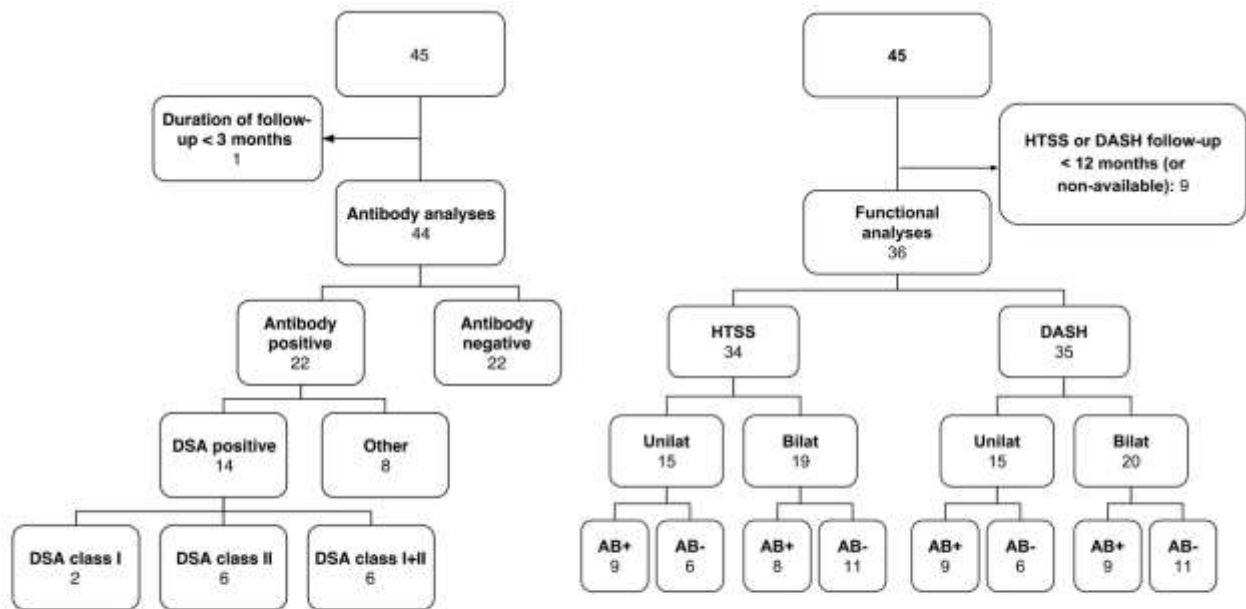 45
Duration of follow-
up < 3 months
1
Antibody analyses
44
Antibody
positive
22
Antibody
negative
22
DSA positive
14
Other
8
DSA class I
2
DSA class II
6
DSA class I+II
6
45
HTSS or DASH follow-up
< 12 months (or
non-available): 9
Functional
analyses
36
HTSS
34
DASH
35
Unilat
15
Bilat
19
Unilat
15
Bilat
20
AB+
9
AB-
6
AB+
8
AB-
11
AB+
9
AB-
6
AB+
9
AB-
11